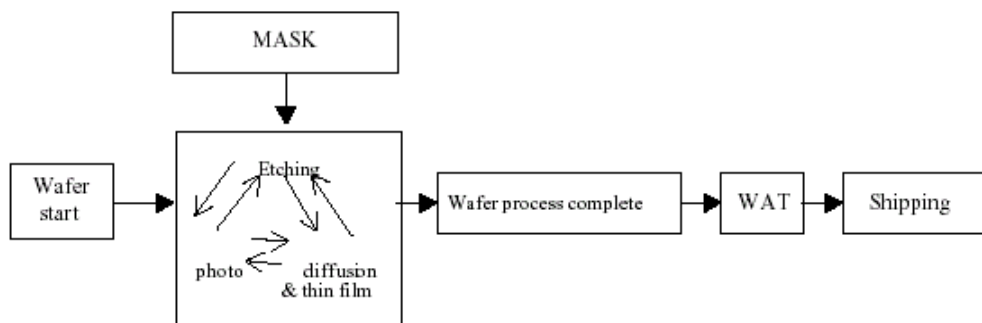 MASK
Wafer
start
Etching
photo
diffusion
& thin film
Wafer process complete
WAT
Shipping